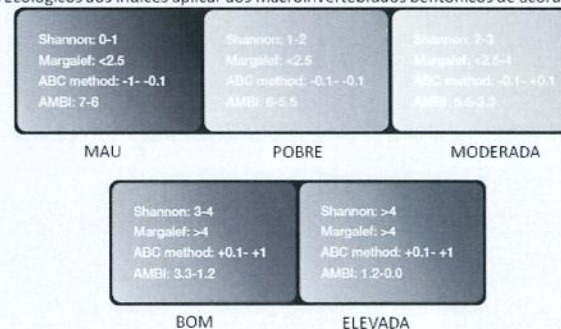 Ecológicos dos índices aplicar aos macroinvertebrados bentónicos de acord
Shannon: 0-1
Margalef: <2.5
ABC method: -1- -0.1
AMBI: 7-6
MAU
Shannon: 1-2
Margalef: <2.5
ABC method: -0.1- -0.1
AMBI: 6-5.5
POBRE
Shannon: 2-3
Margalef: <2.5-4
ABC method: -0.1- +0.1
AMBI: 5.5-3.3
MODERADA
Shannon: 3-4
Margalef: >4
ABC method: +0.1- +1
AMBI: 3.3-1.2
BOM
Shannon: >4
Margalef: >4
ABC method: +0.1- +1
AMBI: 1.2-0.0
ELEVADA